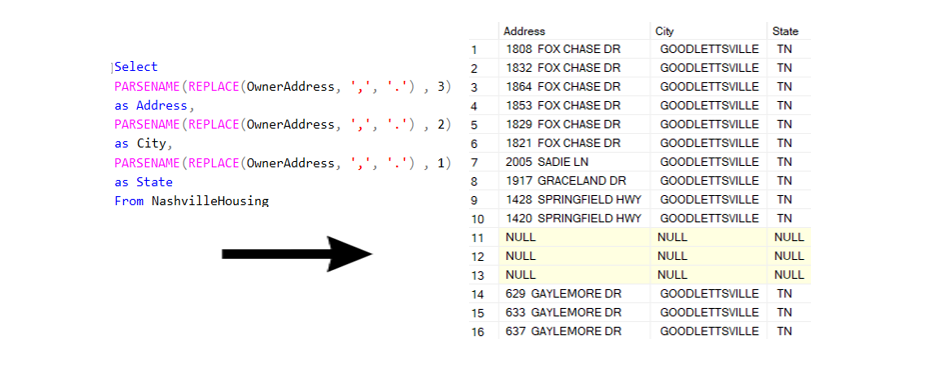 Select
PARSENAME(REPLACE(OwnerAddress, ',', '.') , 3)
as Address,
PARSENAME(REPLACE(OwnerAddress, ',', '.') , 2)
as City,
PARSENAME(REPLACE(OwnerAddress, ',', '.') , 1)
as State
From NashvilleHousing
Address City State
1 1808 FOX CHASE DR GOODLETTSVILLE TN
2 1832 FOX CHASE DR GOODLETTSVILLE TN
3 1864 FOX CHASE DR GOODLETTSVILLE TN
4 1853 FOX CHASE DR GOODLETTSVILLE TN
5 1829 FOX CHASE DR GOODLETTSVILLE TN
6 1821 FOX CHASE DR GOODLETTSVILLE TN
7 2005 SADIE LN GOODLETTSVILLE TN
8 1917 GRACELAND DR GOODLETTSVILLE TN
9 1428 SPRINGFIELD HWY GOODLETTSVILLE TN
10 1420 SPRINGFIELD HWY GOODLETTSVILLE TN
11 NULL NULL NULL
12 NULL NULL NULL
13 NULL NULL NULL
14 629 GAYLEMORE DR GOODLETTSVILLE TN
15 633 GAYLEMORE DR GOODLETTSVILLE TN
16 637 GAYLEMORE DR GOODLETTSVILLE TN